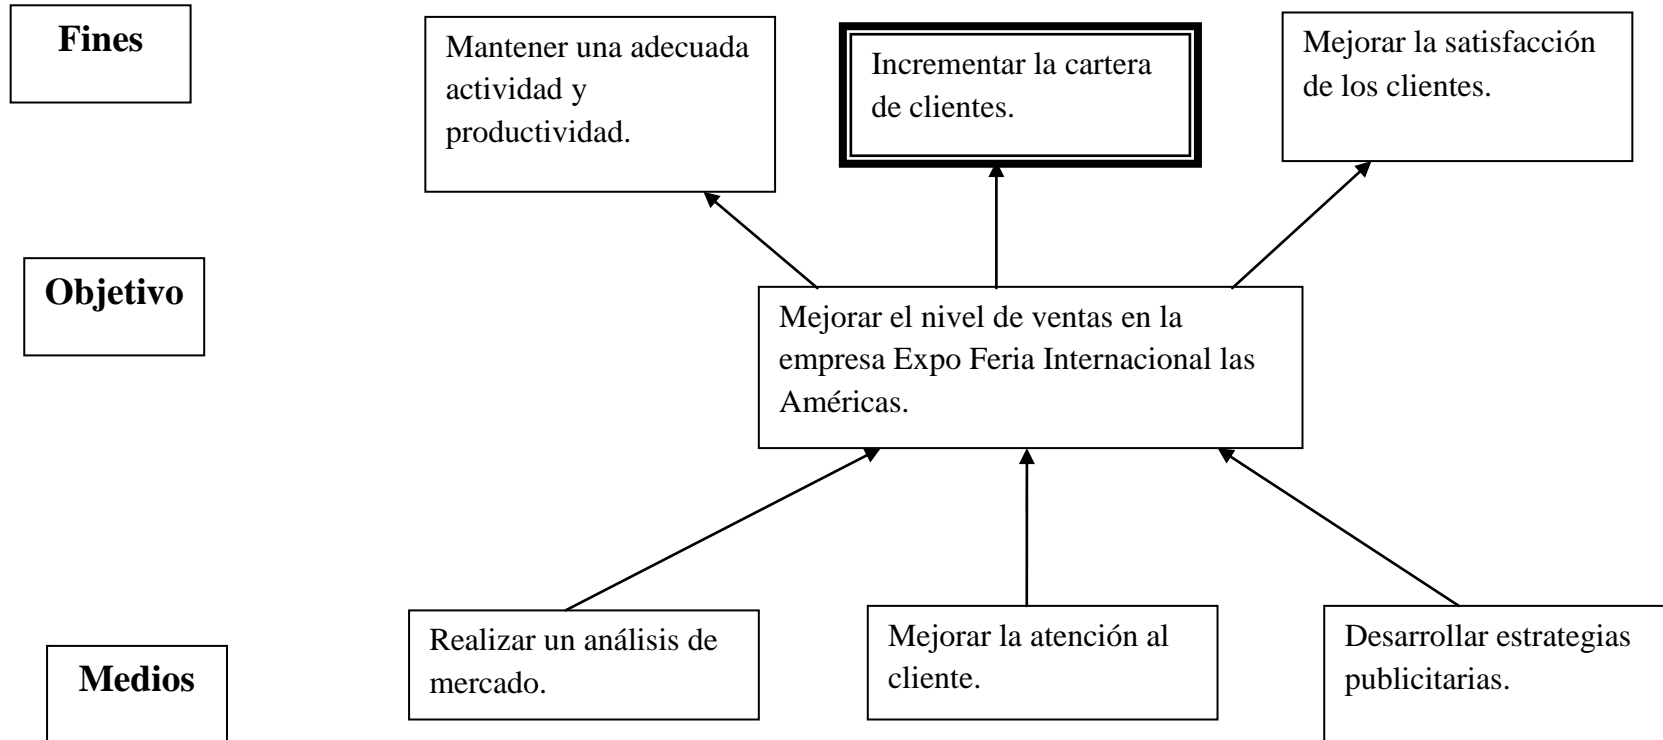 Fines
Mantener una adecuada
actividad y
productividad.
Incrementar la cartera
de clientes.
Mejorar la satisfacción
de los clientes.
Objetivo
Mejorar el nivel de ventas en la
empresa Expo Feria Internacional las
Américas.
Medios
Realizar un análisis de
mercado.
Mejorar la atención al
cliente.
Desarrollar estrategias
publicitarias.